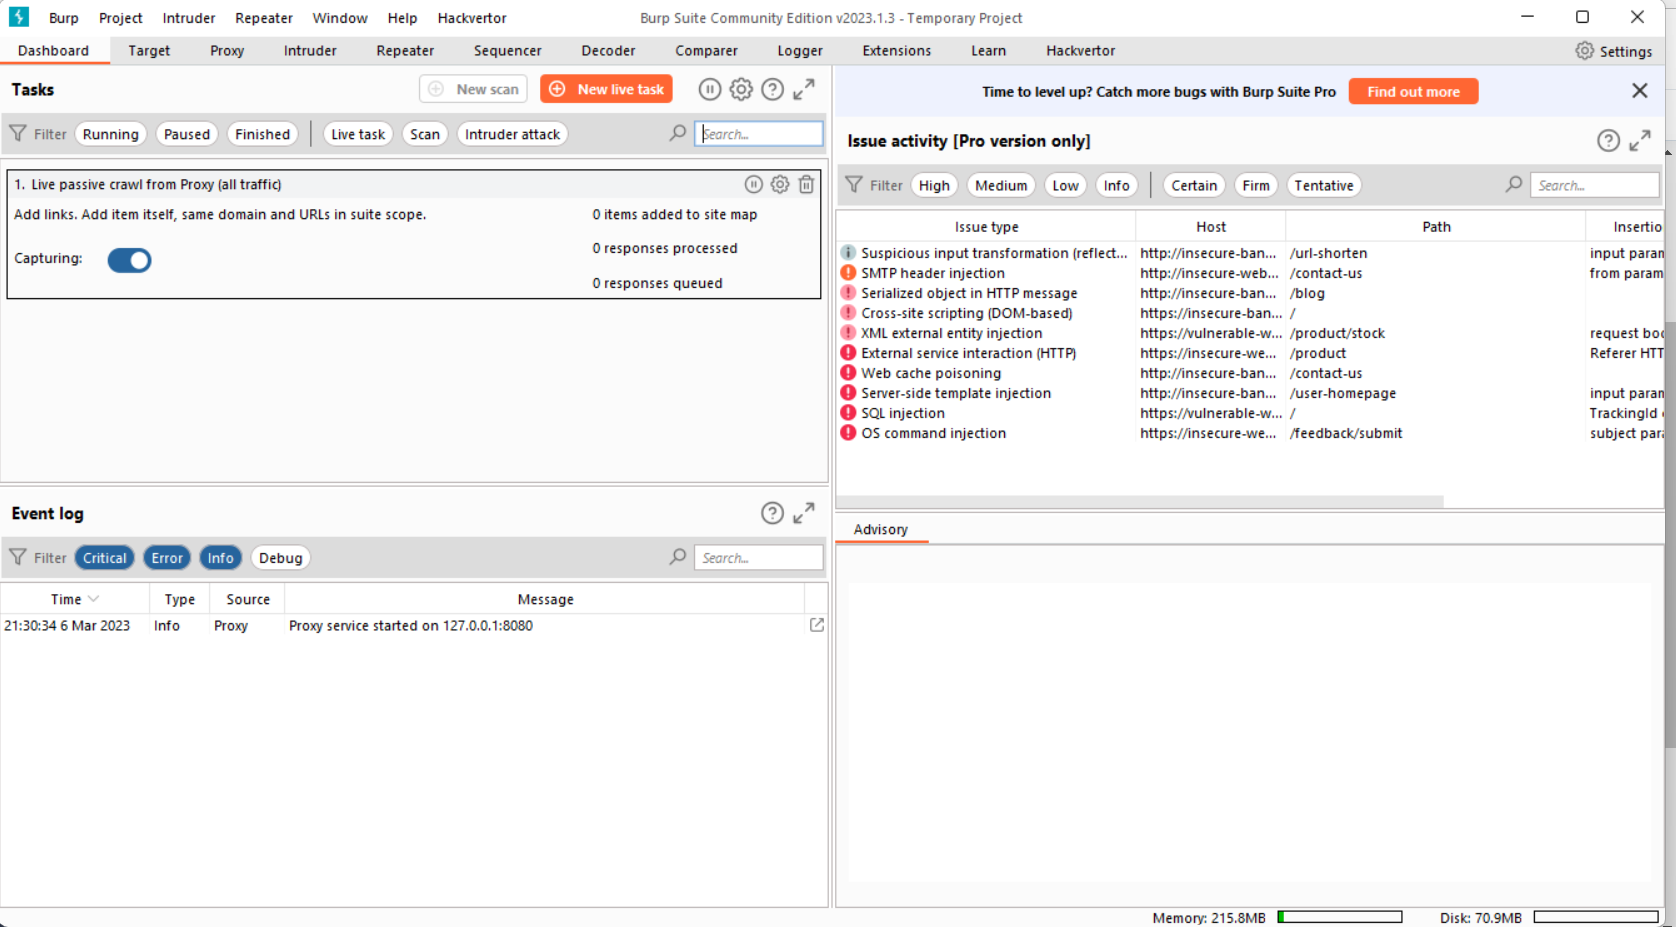 Burp Project Intruder Repeater Window Help Hackvertor Burp Suite Community Edition v2023.1.3 - Temporary Project
Dashboard Target Proxy Intruder Repeater Sequencer Decoder Comparer Logger Extensions Learn Hackvertor Settings
Tasks New scan New live task
Filter Running Paused Finished Live task Scan Intruder attack Search...
1. Live passive crawl from Proxy (all traffic)
Add links. Add item itself, same domain and URLs in suite scope. 0 items added to site map
0 responses processed
Capturing:
0 responses queued
Event log
Filter Critical Error Info Debug Search...
Time Type Source Message
21:30:34 6 Mar 2023 Info Proxy Proxy service started on 127.0.0.1:8080
Time to level up? Catch more bugs with Burp Suite Pro Find out more
Issue activity [Pro version only]
Filter High Medium Low Info Certain Firm Tentative Search...
Issue type Host Path Insertio
Suspicious input transformation (reflect... http://insecure-ban... /url-shorten input param
SMTP header injection http://insecure-web... /contact-us from param
Serialized object in HTTP message http://insecure-ban... /blog
Cross-site scripting (DOM-based) https://insecure-ban... /
XML external entity injection https://vulnerable-w... /product/stock request boo
External service interaction (HTTP) https://insecure-we... /product Referer HTT
Web cache poisoning http://insecure-ban... /contact-us
Server-side template injection http://insecure-ban... /user-homepage input param
SQL injection https://vulnerable-w... / TrackingId
OS command injection https://insecure-we... /feedback/submit subject para
Advisory
Memory: 215.8MB Disk: 70.9MB